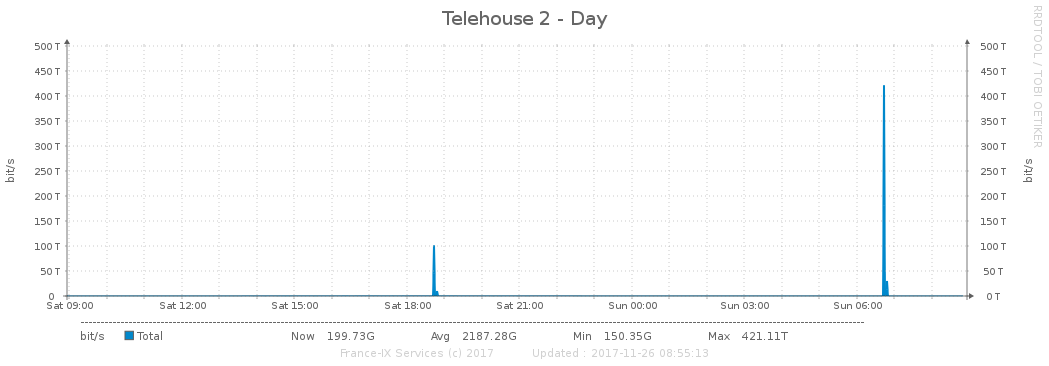 Telehouse 2 - Day
RRDTOOL / TOBI OETIKER
500 T 500 T
450 T 450 T
400 T 400 T
350 T 350 T
300 T 300 T
250 T 250 T
200 T 200 T
150 T 150 T
100 T 100 T
50 T 50 T
0 0 T
bit/s
bit/s
Sat 09:00 Sat 12:00 Sat 15:00 Sat 18:00 Sat 21:00 Sun 00:00 Sun 03:00 Sun 06:00
bit/s Total Now 199.73G Avg 2187.28G Min 150.35G Max 421.11T
France-IX Services (c) 2017 Updated : 2017-11-26 08:55:13